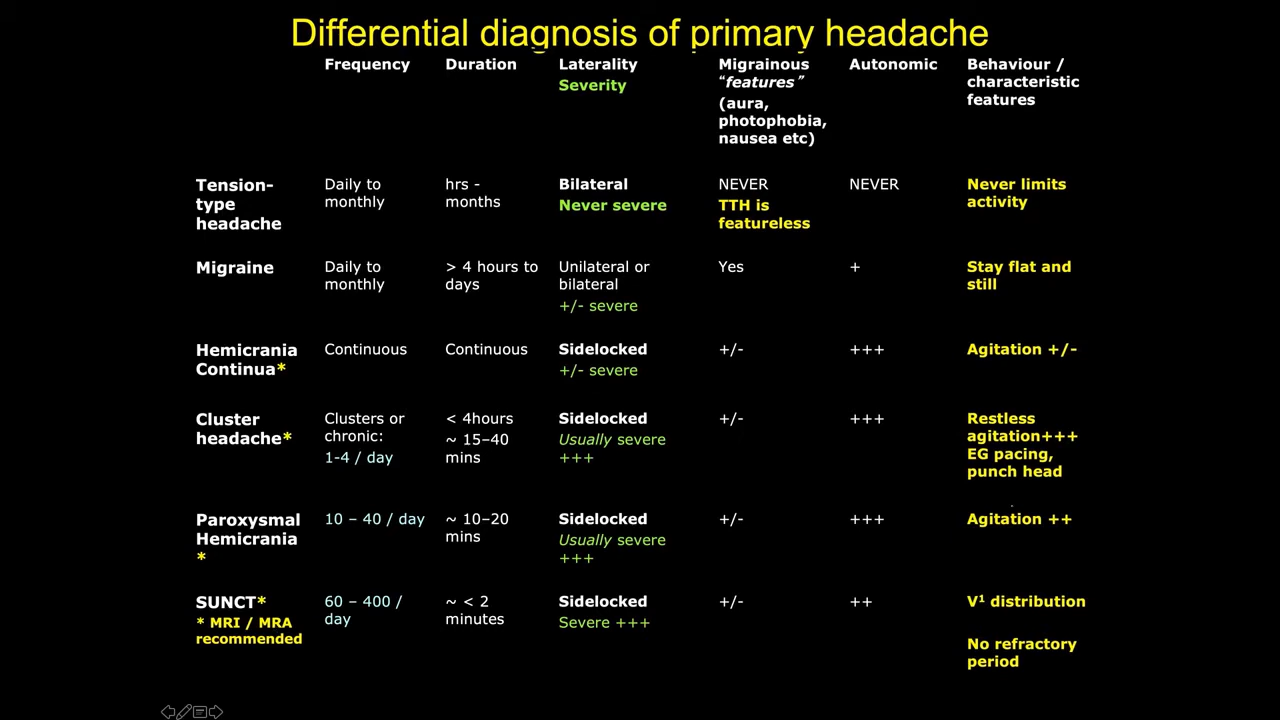 Differential diagnosis of primary headache
Frequency Duration Laterality Migrainous Autonomic Behaviour /
Severity “features” characteristic
(aura, features
photophobia,
nausea etc)
Tension- Daily to hrs - Bilateral NEVER NEVER Never limits
type monthly months Never severe TTH is activity
headache featureless
Migraine Daily to > 4 hours to Unilateral or Yes + Stay flat and
monthly days bilateral still
+/- severe
Hemicrania Continuous Continuous Sidelocked +/- +++ Agitation +/-
Continua* +/- severe
Cluster Clusters or < 4hours Sidelocked +/- +++ Restless
headache* chronic: ~ 15–40 Usually severe agitation+++
1-4 / day mins +++ EG pacing,
punch head
Paroxysmal 10 – 40 / day ~ 10–20 Sidelocked +/- +++ Agitation ++
Hemicrania mins Usually severe
* +++
SUNCT* 60 – 400 / ~ < 2 Sidelocked +/- ++ V¹ distribution
* MRI / MRA day minutes Severe +++
recommended No refractory
period